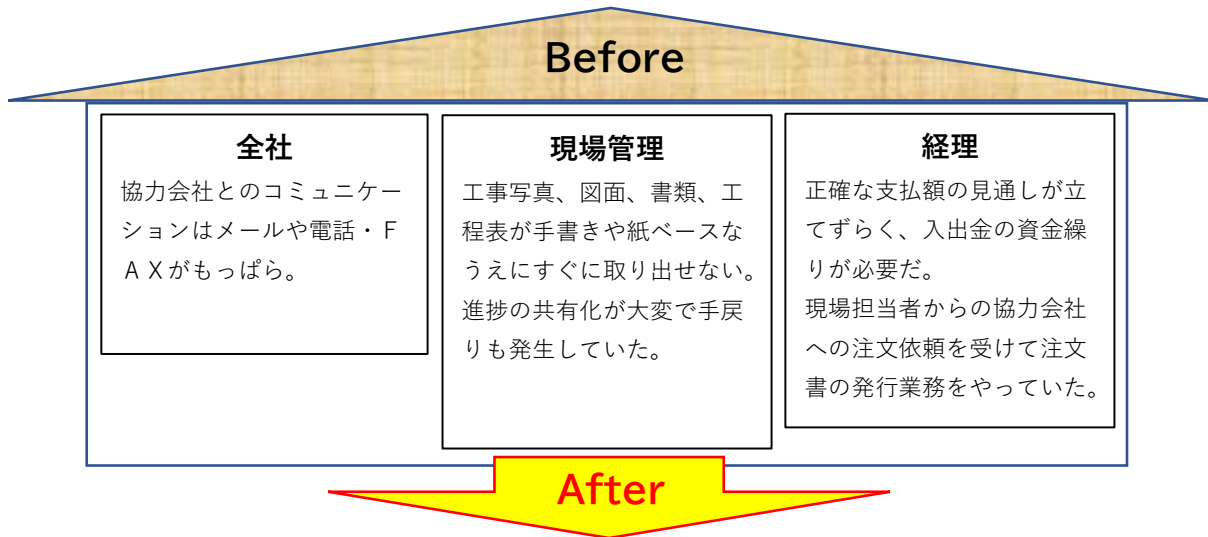 Before
全社
協力会社とのコミュニケー
ションはメールや電話・Ｆ
ＡＸがもっぱら。
現場管理
工事写真、図面、書類、工
程表が手書きや紙ベースな
うえにすぐに取り出せない。
進捗の共有化が大変で手戻
りも発生していた。
経理
正確な支払額の見通しが立
てずらく、入出金の資金繰
りが必要だ。
現場担当者からの協力会社
への注文依頼を受けて注文
書の発行業務をやっていた。
After